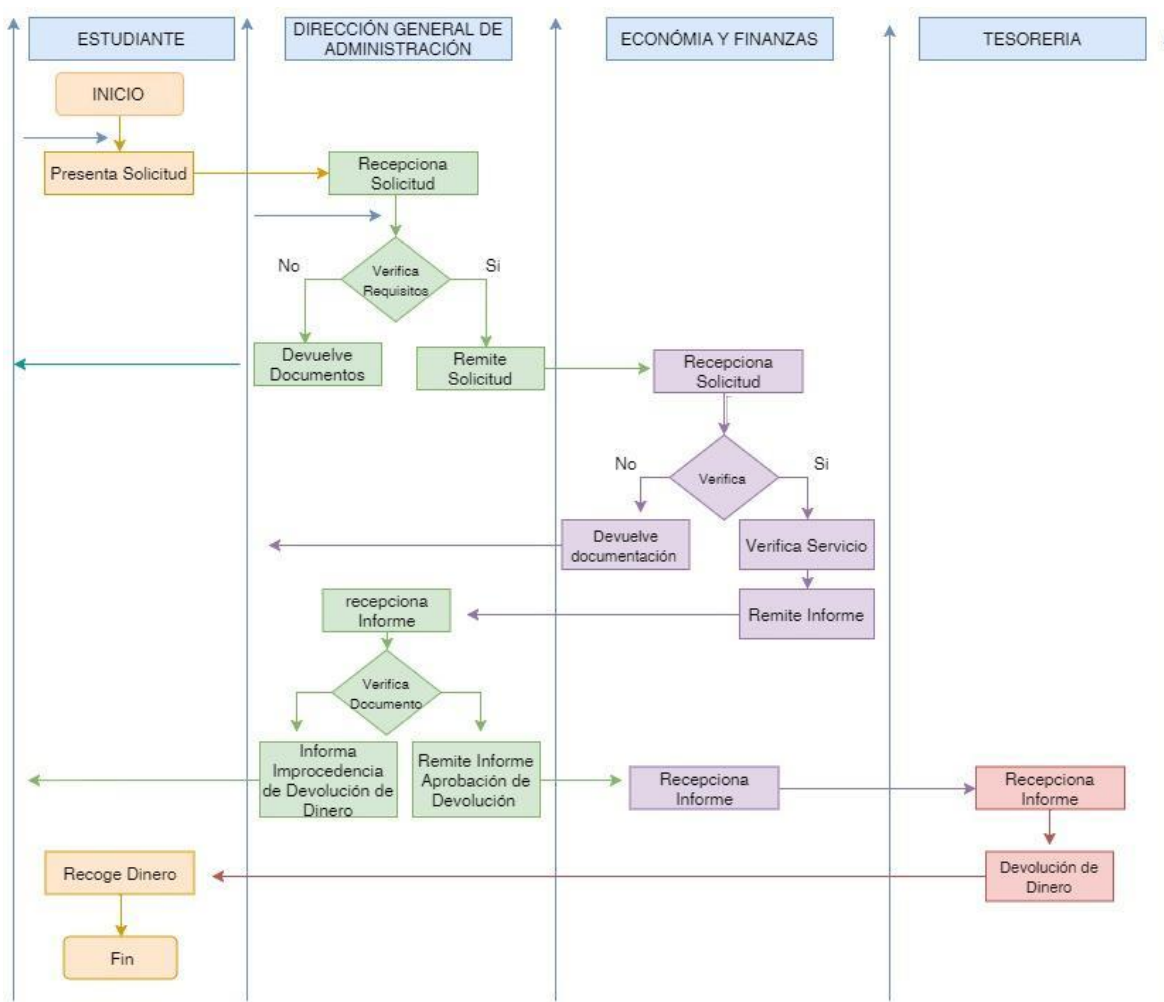 ESTUDIANTE
DIRECCIÓN GENERAL DE
ADMINISTRACIÓN
ECONÓMIA Y FINANZAS
TESORERIA
INICIO
Presenta Solicitud
Recepciona
Solicitud
No
Si
Verifica
Requisitos
Devuelve
Documentos
Remite
Solicitud
Recepciona
Solicitud
No
Si
Verifica
Devuelve
documentación
Verifica Servicio
recepciona
Informe
Remite Informe
Verifica
Documento
Informa
Improcedencia
de Devolución de
Dinero
Remite Informe
Aprobación de
Devolución
Recepciona
Informe
Recepciona
Informe
Recoge Dinero
Devolución de
Dinero
Fin